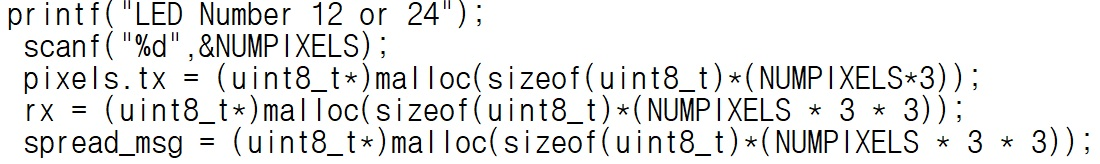 printf("LED Number 12 or 24");
scanf("%d",&NUMPIXELS);
pixels.tx = (uint8_t*)malloc(sizeof(uint8_t)*(NUMPIXELS*3));
rx = (uint8_t*)malloc(sizeof(uint8_t)*(NUMPIXELS * 3 * 3));
spread_msg = (uint8_t*)malloc(sizeof(uint8_t)*(NUMPIXELS * 3 * 3));